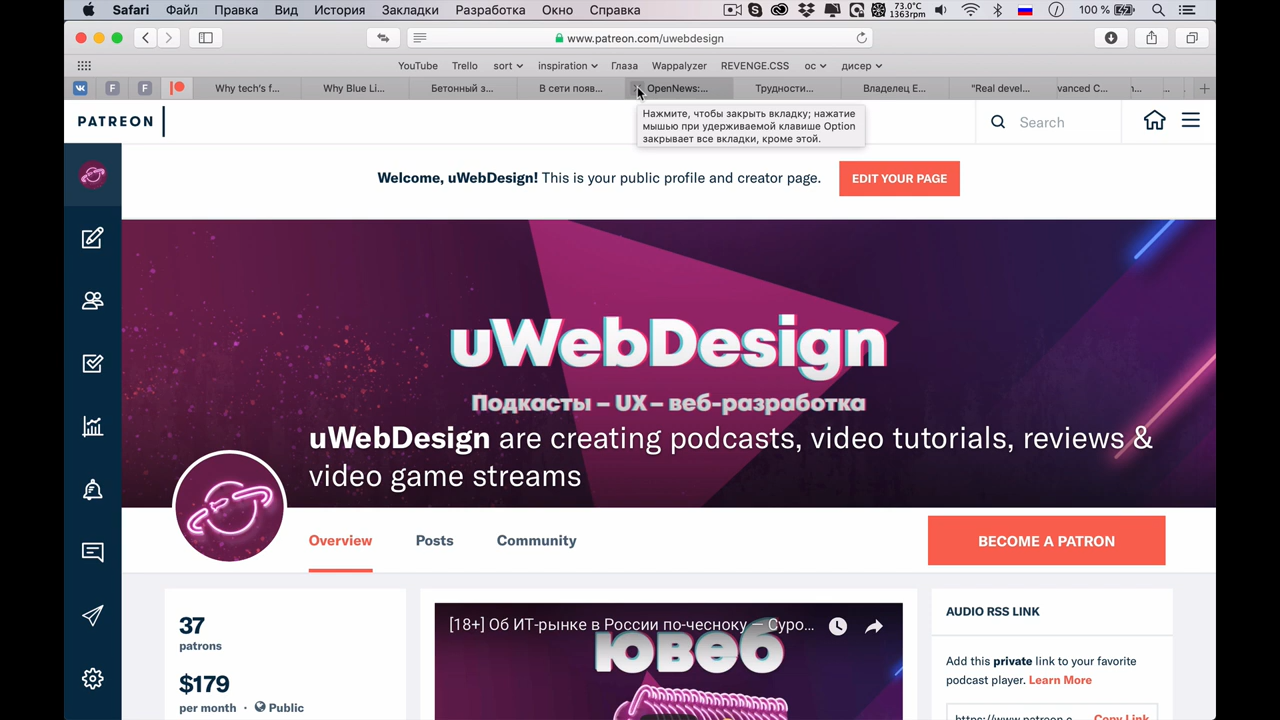 Safari Файл Правка Вид История Закладки Разработка Окно Справка
73.0°C
1363rpm
100 %
www.patreon.com/uwebdesign
YouTube Trello sort inspiration Глаза Wappalyzer REVENGE.CSS ос дисер
F F Why tech's f... Why Blue Li... Бетонный з... В сети появ... OpenNews:... Трудности... Владелец Е... "Real devel... vanced C...
Нажмите, чтобы закрыть вкладку; нажатие
мышью при удерживаемой клавише Option
закрывает все вкладки, кроме этой.
PATREON
Search
Welcome, uWebDesign! This is your public profile and creator page.
EDIT YOUR PAGE
uWebDesign
Подкасты – UX – веб-разработка
uWebDesign are creating podcasts, video tutorials, reviews &
video game streams
Overview Posts Community
BECOME A PATRON
37
patrons
$179
per month · Public
[18+] Об ИТ-рынке в России по-чесноку — Суро...
ювеб
AUDIO RSS LINK
Add this private link to your favorite
podcast player. Learn More
https://www.patreon.c... Copy Link